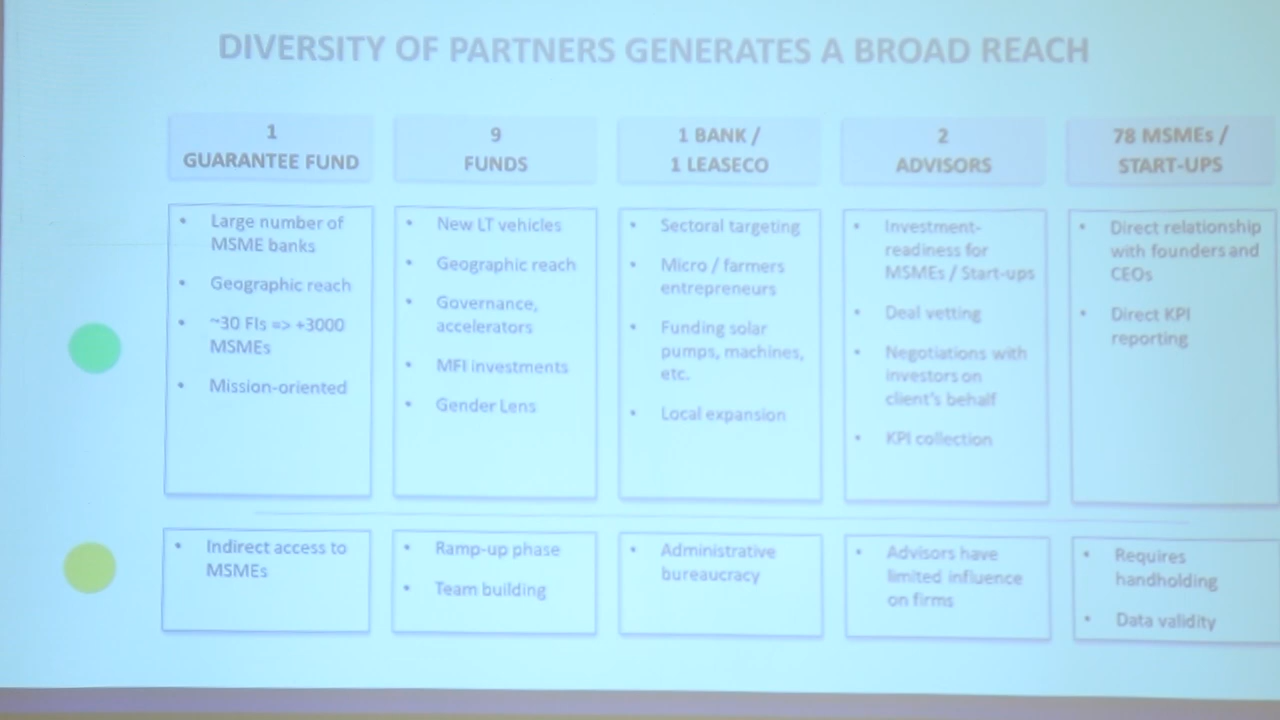 DIVERSITY OF PARTNERS GENERATES A BROAD REACH
1
GUARANTEE FUND
9
FUNDS
1 BANK /
1 LEASECO
2
ADVISORS
78 MSMEs /
START-UPS
• Large number of
MSME banks
• Geographic reach
• ~30 FIs => +3000
MSMEs
• Mission-oriented
• New LT vehicles
• Geographic reach
• Governance,
accelerators
• MFI investments
• Gender Lens
• Sectoral targeting
• Micro / farmers
entrepreneurs
• Funding solar
pumps, machines,
etc.
• Local expansion
• Investment-
readiness for
MSMEs / Start-ups
• Deal vetting
• Negotiations with
investors on
client's behalf
• KPI collection
• Direct relationship
with founders and
CEOs
• Direct KPI
reporting
• Indirect access to
MSMEs
• Ramp-up phase
• Team building
• Administrative
bureaucracy
• Advisors have
limited influence
on firms
• Requires
handholding
• Data validity